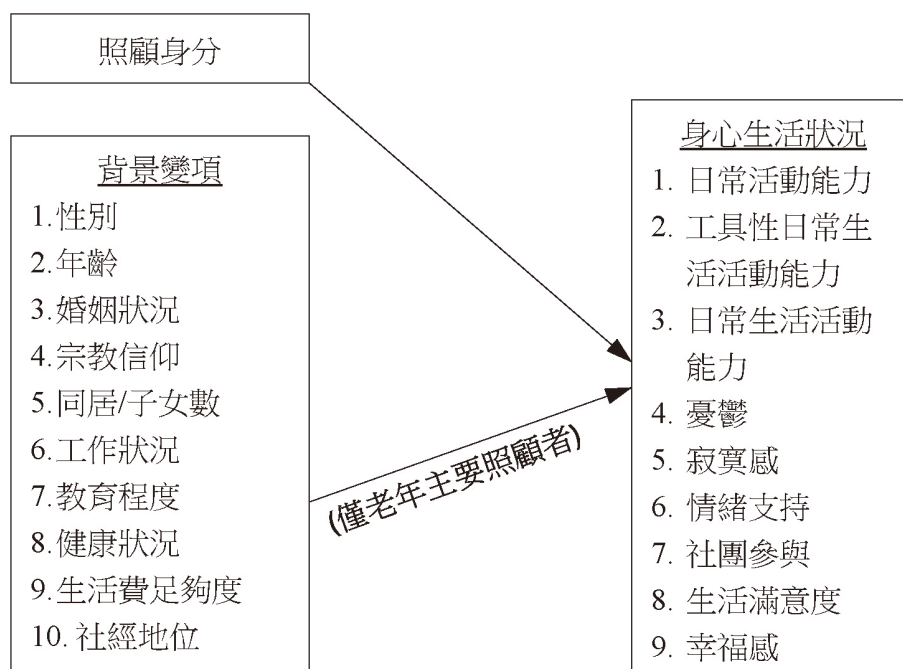 照顧身分
背景變項
1.性別
2.年齡
3.婚姻狀況
4.宗教信仰
5.同居/子女數
6.工作狀況
7.教育程度
8.健康狀況
9.生活費足夠度
10.社經地位
(僅老年主要照顧者)
身心生活狀況
1. 日常活動能力
2. 工具性日常生
活活動能力
3. 日常生活活動
能力
4. 憂鬱
5. 寂寞感
6. 情緒支持
7. 社團參與
8. 生活滿意度
9. 幸福感